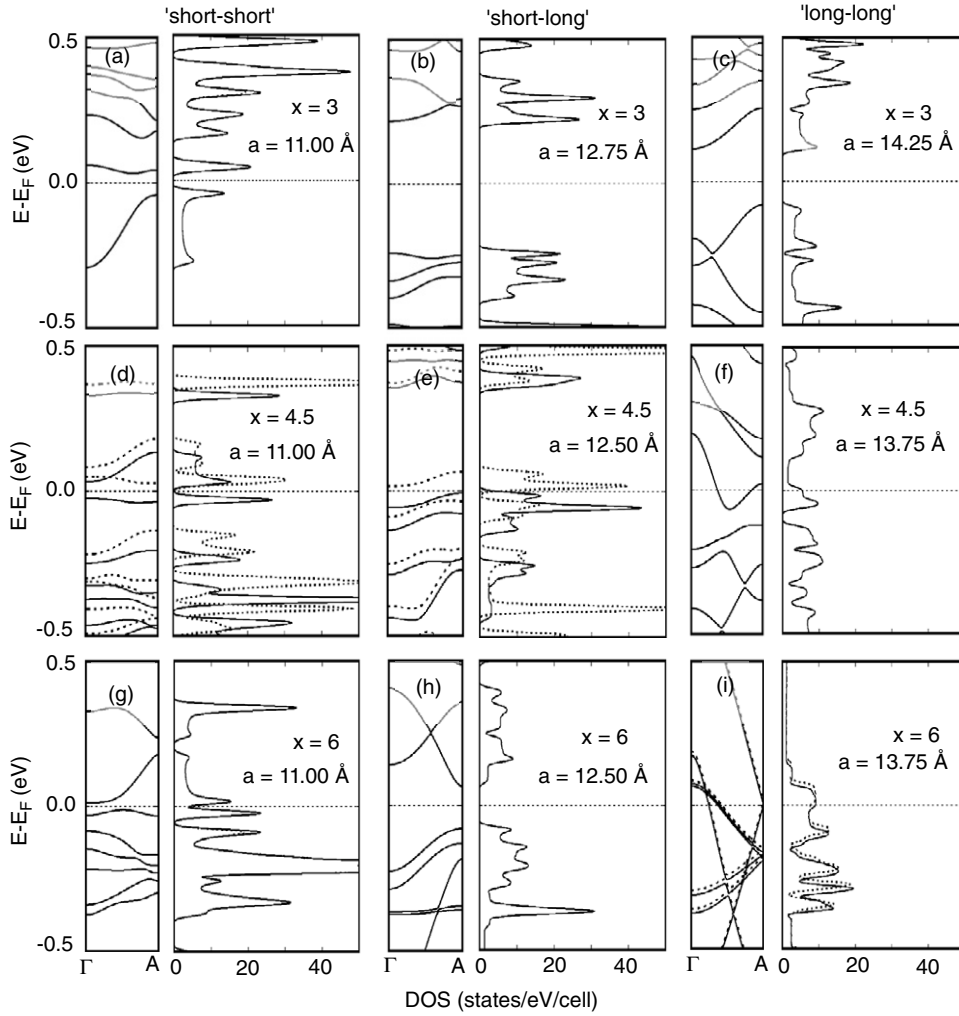 'short-short' 'short-long' 'long-long'
0.5 (a) (b) (c)
x = 3 x = 3 x = 3
a = 11.00 Å a = 12.75 Å a = 14.25 Å
E-E_F (eV)
0.0
-0.5
0.5 (d) (e) (f)
x = 4.5 x = 4.5 x = 4.5
a = 11.00 Å a = 12.50 Å a = 13.75 Å
E-E_F (eV)
0.0
-0.5
0.5 (g) (h) (i)
x = 6 x = 6 x = 6
a = 11.00 Å a = 12.50 Å a = 13.75 Å
E-E_F (eV)
0.0
-0.5
Γ A 0 20 40 Γ A 0 20 40 Γ A 0 20 40
DOS (states/eV/cell)